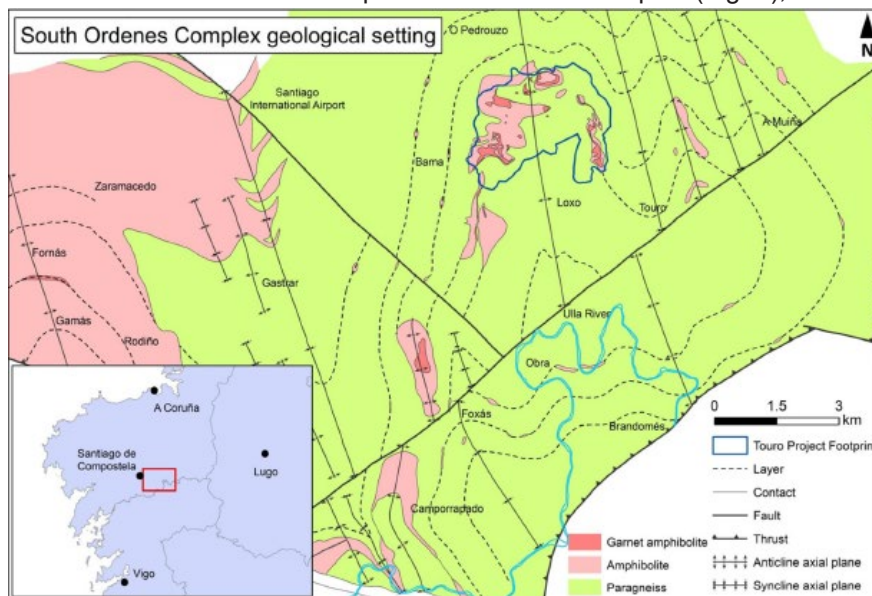 South Ordenes Complex geological setting
O Pedrouzo
N
Santiago
International Airport
A Muiña
Bama
Zaramacedo
Loxo
Touro
Fornás
Gastrar
Gamás
Rodiño
Ulla River
Obra
Foxás
Brandomés
Camporrapado
0 1.5 3
km
A Coruña
Santiago de
Compostela
Lugo
Vigo
Touro Project Footprint
Layer
Contact
Fault
Thrust
Anticline axial plane
Syncline axial plane
Garnet amphibolite
Amphibolite
Paragneiss